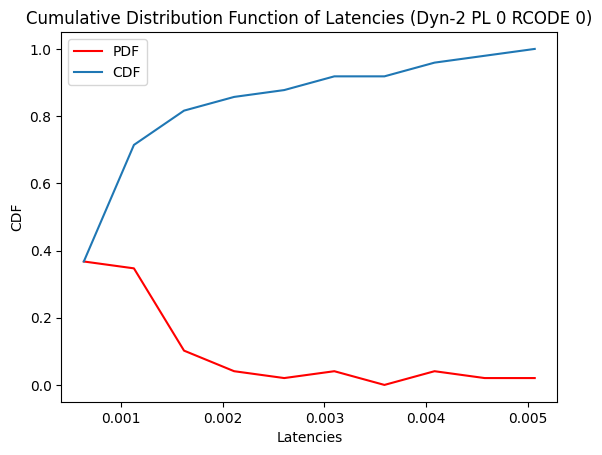 Cumulative Distribution Function of Latencies (Dyn-2 PL 0 RCODE 0)
PDF
CDF
1.0
0.8
0.6
0.4
0.2
0.0
CDF
0.001 0.002 0.003 0.004 0.005
Latencies